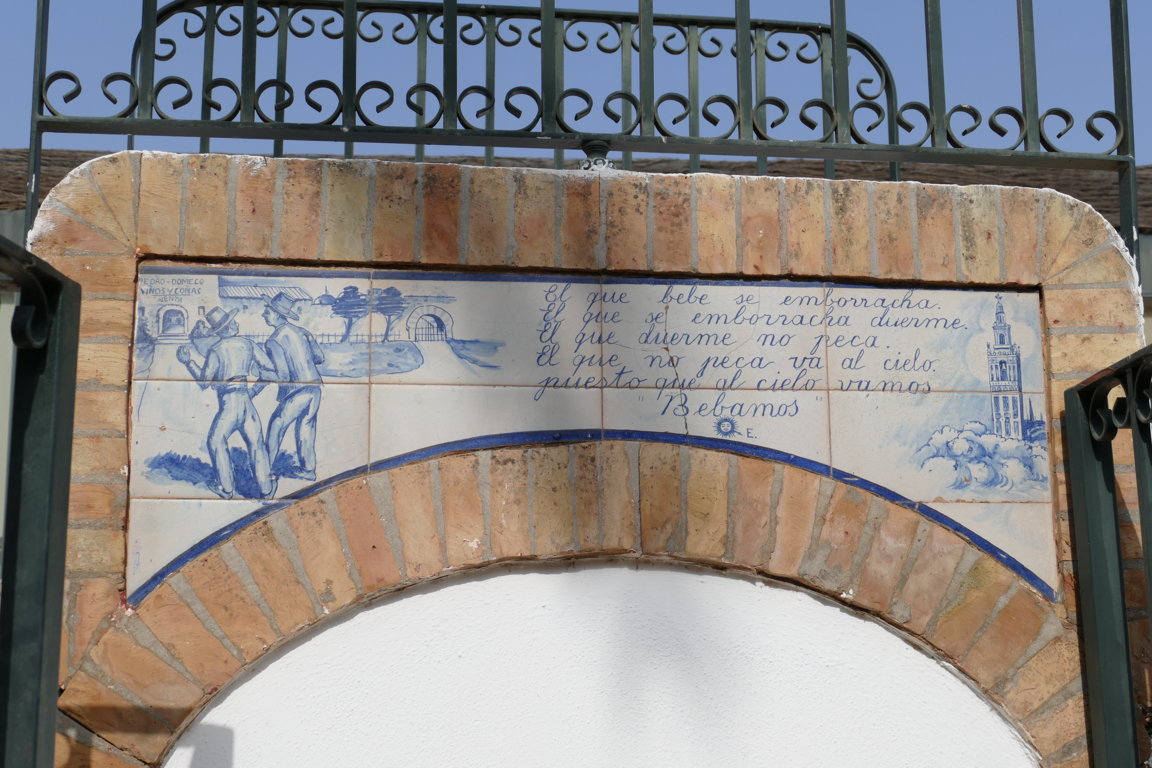 PEDRO-DOMECQ
VINOS Y COÑAC
El que bebe se emborracha.
El que se emborracha duerme.
El que duerme no peca.
El que no peca va al cielo.
puesto que al cielo vamos
"Bebamos"
E.